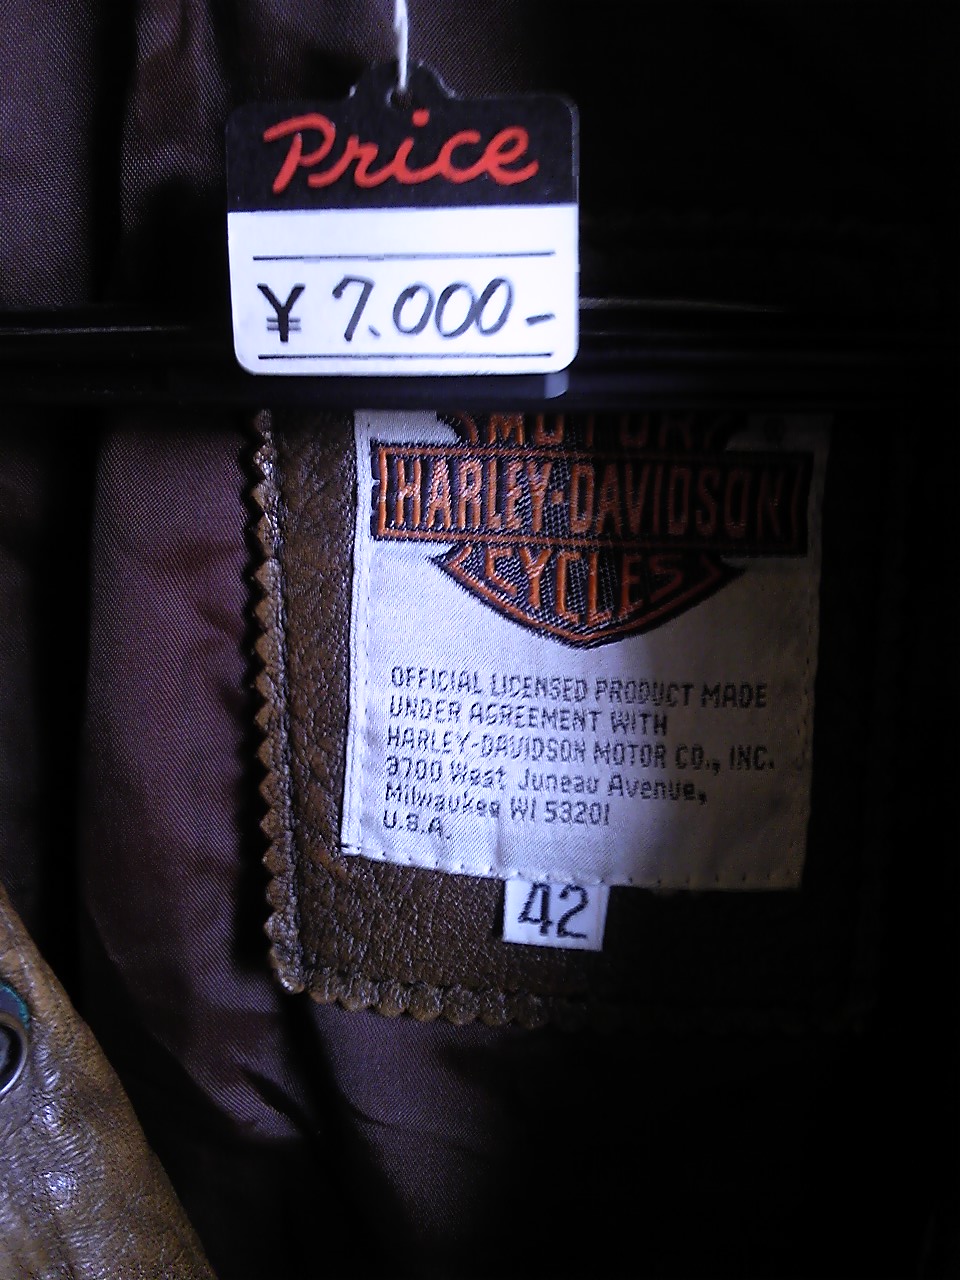 Price
¥ 7.000-
MOTOR
HARLEY-DAVIDSON
CYCLES
OFFICIAL LICENSED PRODUCT MADE
UNDER AGREEMENT WITH
HARLEY-DAVIDSON MOTOR CO., INC.
3700 West Juneau Avenue,
Milwaukee WI 53201
U.S.A.
42